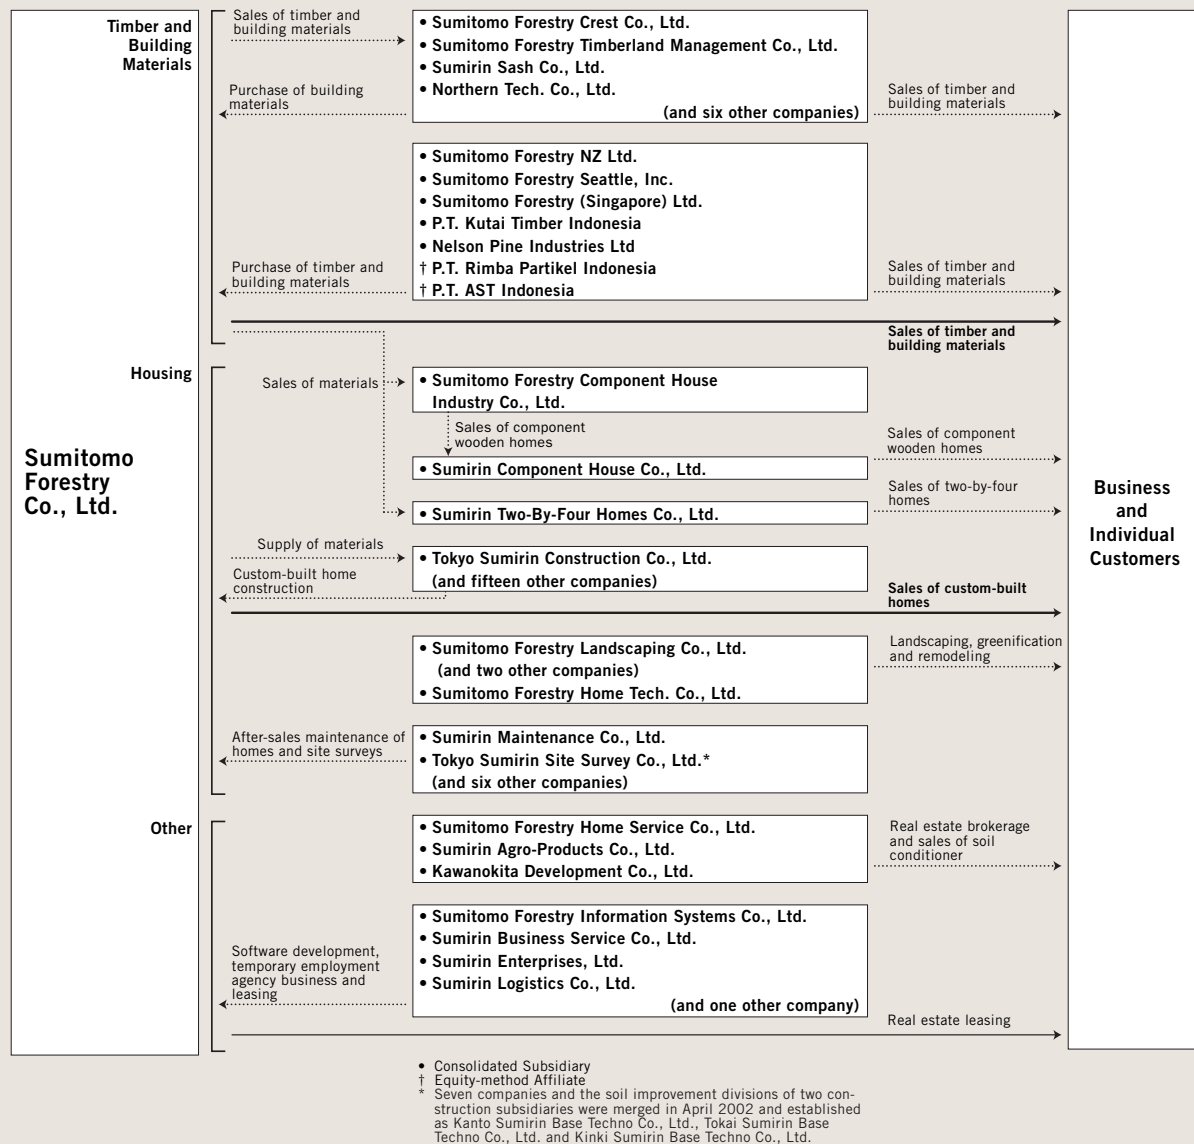 Timber and
Building
Materials
Sales of timber and
building materials
• Sumitomo Forestry Crest Co., Ltd.
• Sumitomo Forestry Timberland Management Co., Ltd.
• Sumirin Sash Co., Ltd.
• Northern Tech. Co., Ltd.
(and six other companies)
Purchase of building
materials
Sales of timber and
building materials
• Sumitomo Forestry NZ Ltd.
• Sumitomo Forestry Seattle, Inc.
• Sumitomo Forestry (Singapore) Ltd.
• P.T. Kutai Timber Indonesia
• Nelson Pine Industries Ltd
† P.T. Rimba Partikel Indonesia
† P.T. AST Indonesia
Purchase of timber and
building materials
Sales of timber and
building materials
Sales of timber and
building materials
Housing
Sales of materials
• Sumitomo Forestry Component House
Industry Co., Ltd.
Sales of component
wooden homes
• Sumirin Component House Co., Ltd.
Sales of component
wooden homes
• Sumirin Two-By-Four Homes Co., Ltd.
Sales of two-by-four
homes
Sumitomo
Forestry
Co., Ltd.
Business
and
Individual
Customers
Supply of materials
• Tokyo Sumirin Construction Co., Ltd.
(and fifteen other companies)
Custom-built home
construction
Sales of custom-built
homes
• Sumitomo Forestry Landscaping Co., Ltd.
(and two other companies)
• Sumitomo Forestry Home Tech. Co., Ltd.
Landscaping, greenification
and remodeling
After-sales maintenance of
homes and site surveys
• Sumirin Maintenance Co., Ltd.
• Tokyo Sumirin Site Survey Co., Ltd.*
(and six other companies)
Other
• Sumitomo Forestry Home Service Co., Ltd.
• Sumirin Agro-Products Co., Ltd.
• Kawanokita Development Co., Ltd.
Real estate brokerage
and sales of soil
conditioner
• Sumitomo Forestry Information Systems Co., Ltd.
• Sumirin Business Service Co., Ltd.
• Sumirin Enterprises, Ltd.
• Sumirin Logistics Co., Ltd.
(and one other company)
Software development,
temporary employment
agency business and
leasing
Real estate leasing
• Consolidated Subsidiary
† Equity-method Affiliate
* Seven companies and the soil improvement divisions of two con-
struction subsidiaries were merged in April 2002 and established
as Kanto Sumirin Base Techno Co., Ltd., Tokai Sumirin Base
Techno Co., Ltd. and Kinki Sumirin Base Techno Co., Ltd.